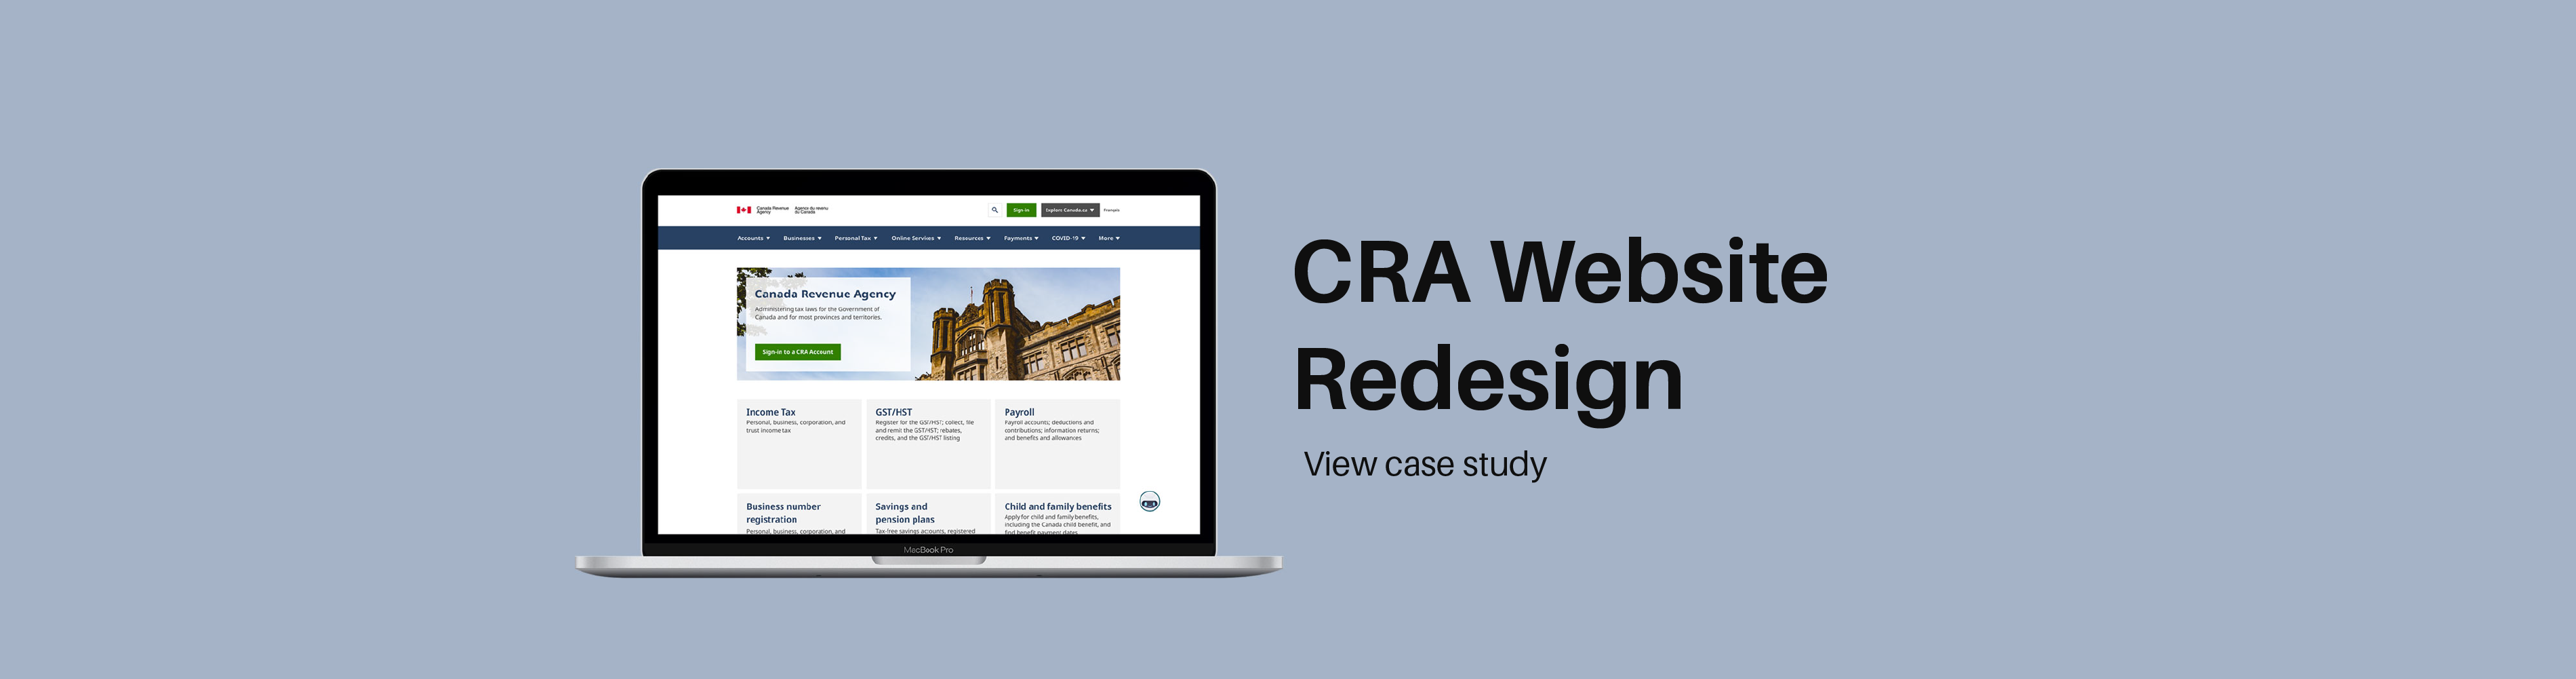 Canada Revenue Agence du revenu
Agency du Canada
Sign in
Explore Canada.ca
Français
Accounts Businesses Personal Tax Online Services Resources Payments COVID-19 More
Canada Revenue Agency
Administering tax laws for the Government of
Canada and for most provinces and territories.
Sign-in to a CRA Account
Income Tax
Personal, business, corporation, and
trust income tax
GST/HST
Register for the GST/HST; collect, file
and remit the GST/HST; rebates,
credits, and the GST/HST listing
Payroll
Payroll accounts; deductions and
contributions; information returns;
and benefits and allowances
Business number
registration
Personal, business, corporation, and
Savings and
pension plans
Tax-free savings accounts, registered
Child and family benefits
Apply for child and family benefits,
including the Canada child benefit, and
find benefit payment dates
MacBook Pro
CRA Website
Redesign
View case study